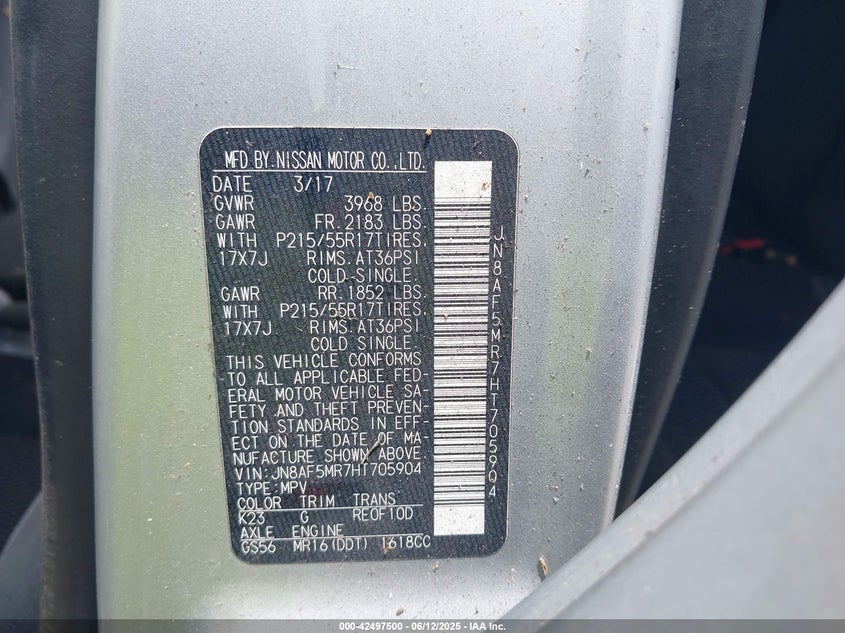 MFD BY NISSAN MOTOR CO.,LTD.
DATE 3/17
GVWR 3968 LBS.
GAWR FR. 2183 LBS.
WITH P215/55R17TIRES,
17X7J RIMS, AT36PSI
COLD SINGLE
GAWR RR. 1852 LBS.
WITH P215/55R17TIRES,
17X7J RIMS, AT36PSI
COLD SINGLE
THIS VEHICLE CONFORMS
TO ALL APPLICABLE FED-
ERAL MOTOR VEHICLE SA-
FETY AND THEFT PREVEN-
TION STANDARDS IN EFF-
ECT ON THE DATE OF MA-
NUFACTURE SHOWN ABOVE.
VIN: JN8AF5MR7HT705904
TYPE: MPV
COLOR TRIM TRANS
K23 G RE0F10D
AXLE ENGINE
GS56 MR16(DDT) 1618CC
JN8AF5MR7HT705904
000-42497500 - 06/12/2025 - IAA, Inc.